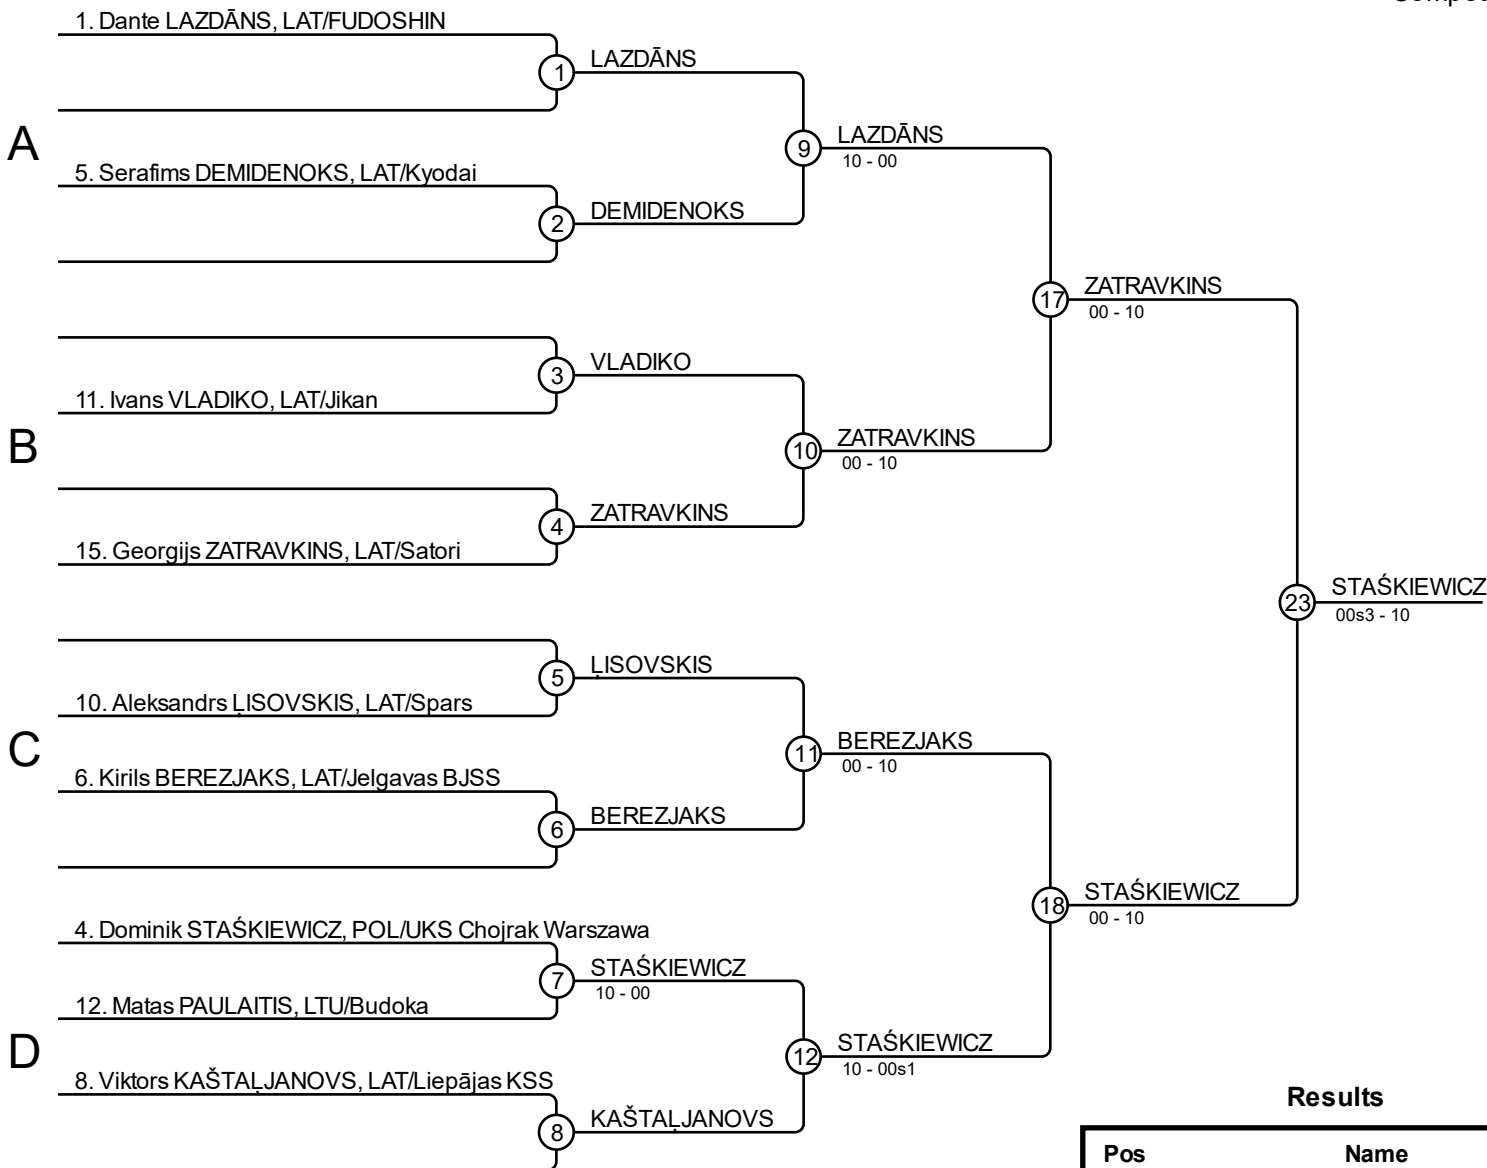 1. Dante LAZDĀNS, LAT/FUDOSHIN
1
LAZDĀNS
A
9
LAZDĀNS
10 - 00
5. Serafims DEMIDENOKS, LAT/Kyodai
2
DEMIDENOKS
17
ZATRAVKINS
00 - 10
3
VLADIKO
11. Ivans VLADIKO, LAT/Jikan
B
10
ZATRAVKINS
00 - 10
4
ZATRAVKINS
15. Georgijs ZATRAVKINS, LAT/Satori
23
STAŚKIEWICZ
00s3 - 10
5
ĻISOVSKIS
10. Aleksandrs ĻISOVSKIS, LAT/Spars
C
11
BEREZJAKS
00 - 10
6. Kirils BEREZJAKS, LAT/Jelgavas BJSS
6
BEREZJAKS
18
STAŚKIEWICZ
00 - 10
4. Dominik STAŚKIEWICZ, POL/UKS Chojrak Warszawa
7
STAŚKIEWICZ
10 - 00
12. Matas PAULAITIS, LTU/Budoka
D
12
STAŚKIEWICZ
10 - 00s1
8. Viktors KAŠTAĻJANOVS, LAT/Liepājas KSS
8
KAŠTAĻJANOVS
Results
Pos Name